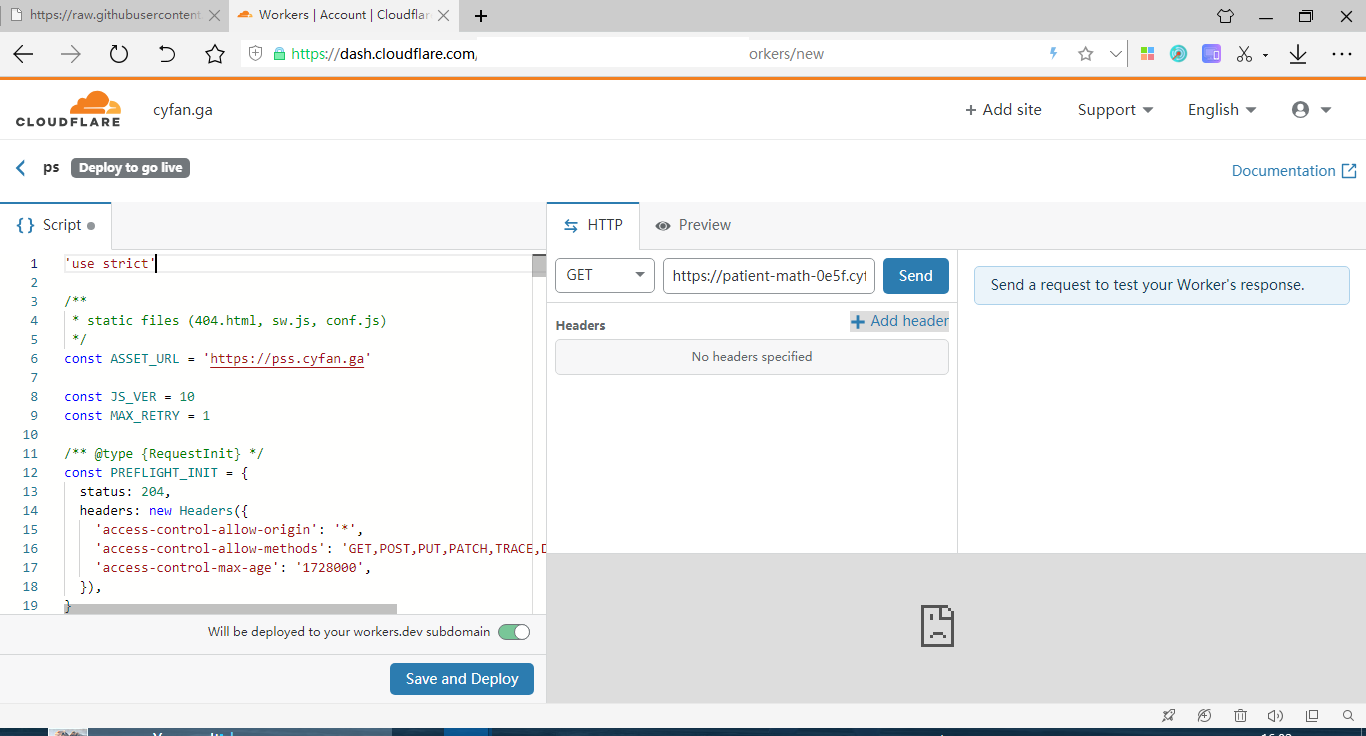 https://raw.githubusercontent.
Workers | Account | Cloudflar
https://dash.cloudflare.com/
orkers/new
CLOUDFLARE
cyfan.ga
+ Add site
Support
English
ps
Deploy to go live
Documentation
{} Script
HTTP
Preview
1 'use strict'
2
3 /**
4 * static files (404.html, sw.js, conf.js)
5 */
6 const ASSET_URL = 'https://pss.cyfan.ga'
7
8 const JS_VER = 10
9 const MAX_RETRY = 1
10
11 /** @type {RequestInit} */
12 const PREFLIGHT_INIT = {
13 status: 204,
14 headers: new Headers({
15 'access-control-allow-origin': '*',
16 'access-control-allow-methods': 'GET,POST,PUT,PATCH,TRACE,D
17 'access-control-max-age': '1728000',
18 }),
19 }
Will be deployed to your workers.dev subdomain
Save and Deploy
GET
https://patient-math-0e5f.cyf
Send
Headers
+ Add header
No headers specified
Send a request to test your Worker's response.